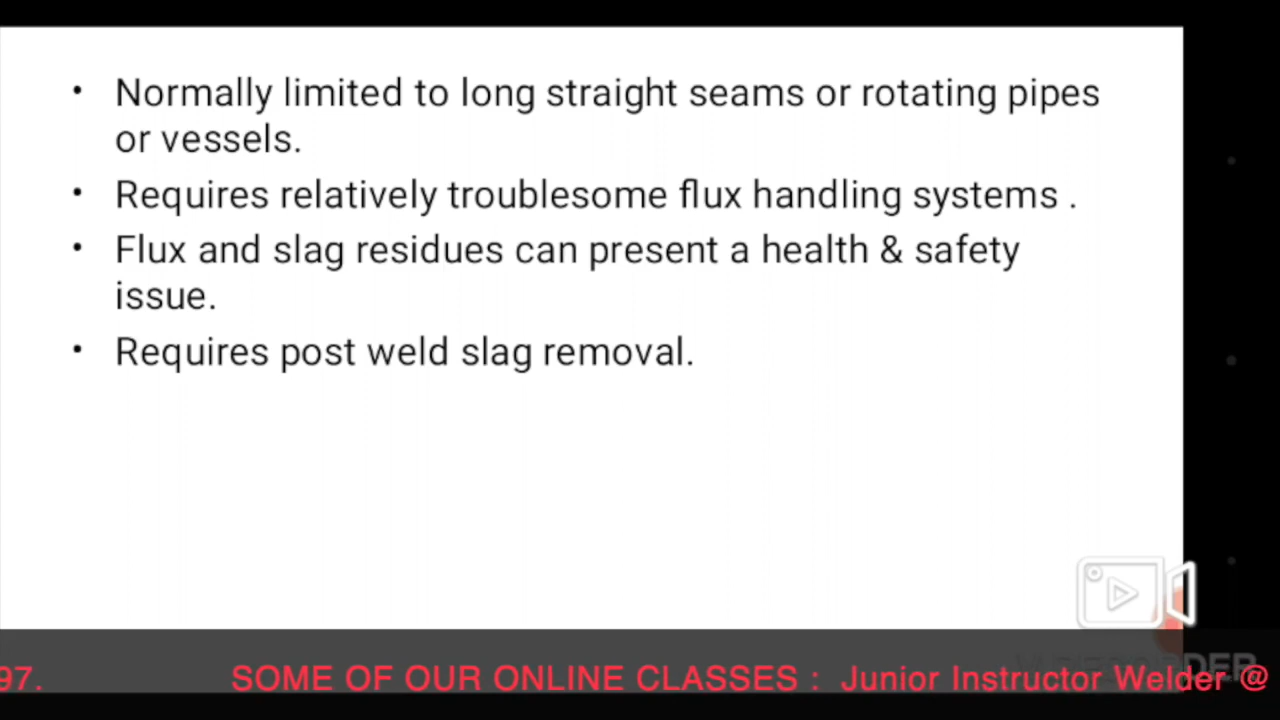 • Normally limited to long straight seams or rotating pipes
or vessels.
• Requires relatively troublesome flux handling systems .
• Flux and slag residues can present a health & safety
issue.
• Requires post weld slag removal.
97. SOME OF OUR ONLINE CLASSES : Junior Instructor Welder @